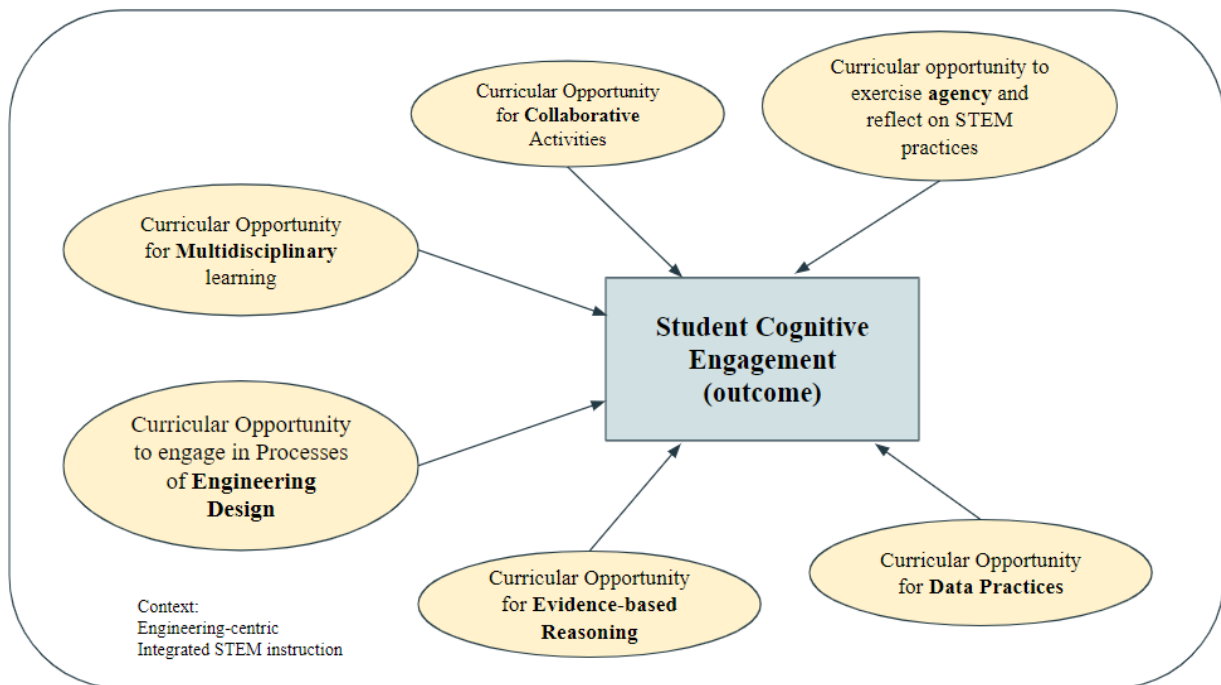 Curricular Opportunity
for Collaborative
Activities
Curricular opportunity to
exercise agency and
reflect on STEM
practices
Curricular Opportunity
for Multidisciplinary
learning
Student Cognitive
Engagement
(outcome)
Curricular Opportunity
to engage in Processes
of Engineering
Design
Curricular Opportunity
for Evidence-based
Reasoning
Curricular Opportunity
for Data Practices
Context:
Engineering-centric
Integrated STEM instruction